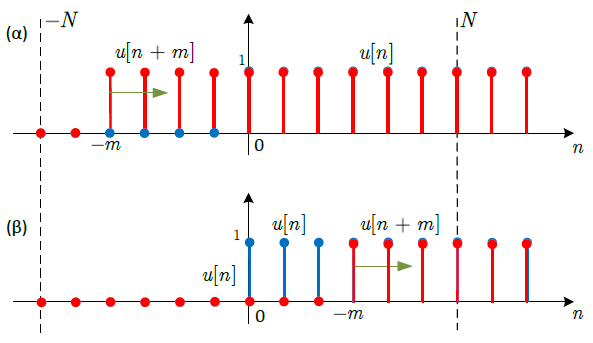 (α)
−N
u[n + m]
1
u[n]
N
−m
0
n
(β)
u[n]
u[n + m]
1
u[n]
0
−m
n